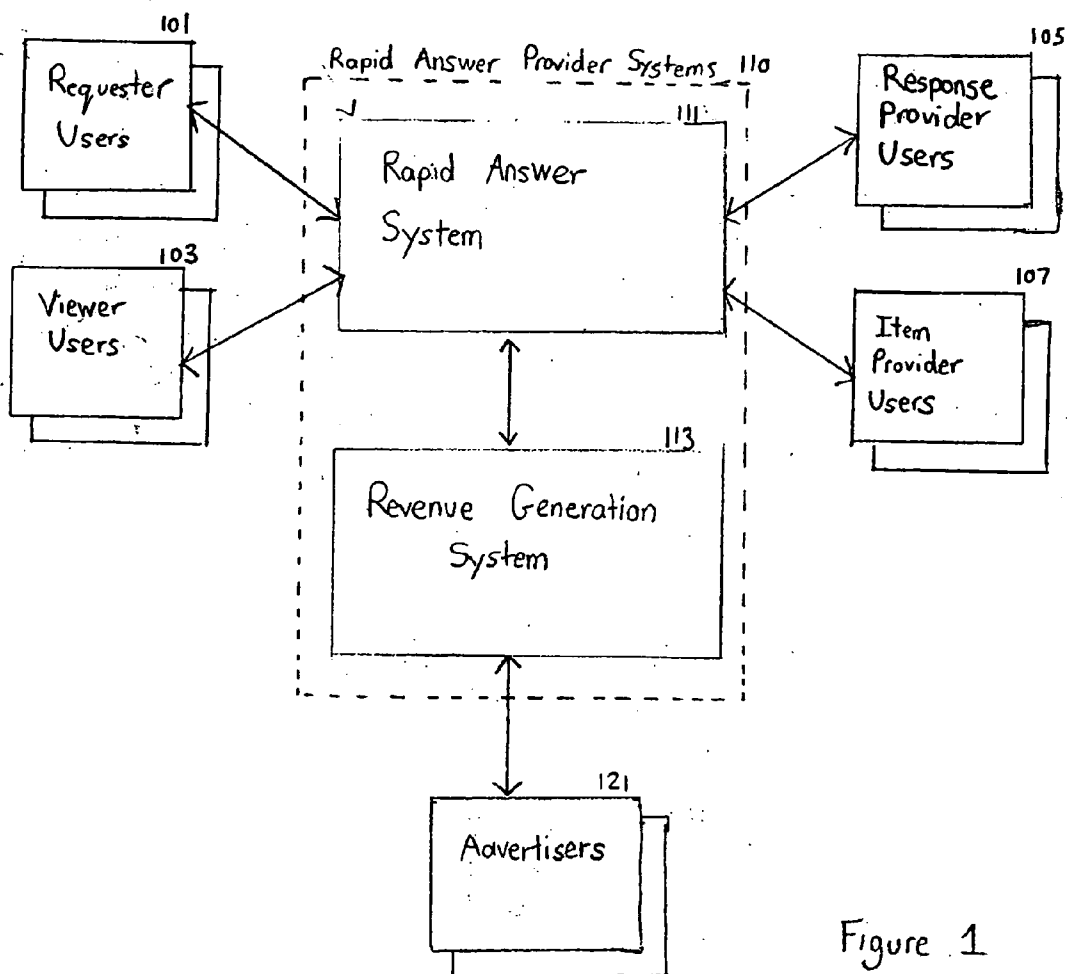 101
Requester
Users
Rapid Answer Provider Systems 110
111
Rapid Answer
System
105
Response
Provider
Users
103
Viewer
Users
107
Item
Provider
Users
113
Revenue Generation
System
121
Advertisers
Figure 1